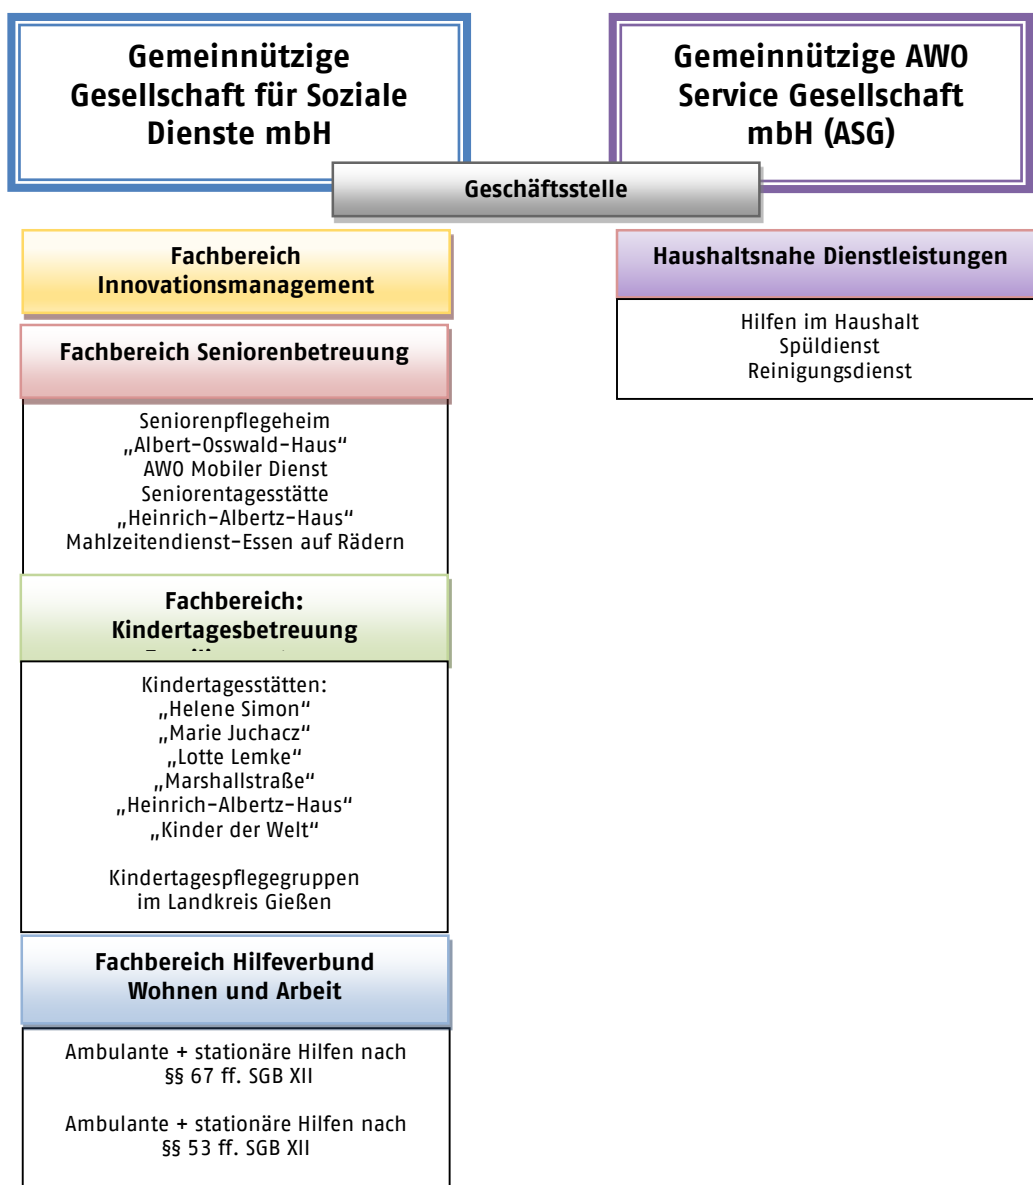 Gemeinnützige
Gesellschaft für Soziale
Dienste mbH
Gemeinnützige AWO
Service Gesellschaft
mbH (ASG)
Geschäftsstelle
Fachbereich
Innovationsmanagement
Fachbereich Seniorenbetreuung
Seniorenpflegeheim
„Albert-Osswald-Haus“
AWO Mobiler Dienst
Seniorentagesstätte
„Heinrich-Albertz-Haus“
Mahlzeitendienst-Essen auf Rädern
Fachbereich:
Kindertagesbetreuung
Kindertagesstätten:
„Helene Simon“
„Marie Juchacz“
„Lotte Lemke“
„Marshallstraße“
„Heinrich-Albertz-Haus“
„Kinder der Welt“
Kindertagespflegegruppen
im Landkreis Gießen
Fachbereich Hilfeverbund
Wohnen und Arbeit
Ambulante + stationäre Hilfen nach
§§ 67 ff. SGB XII
Ambulante + stationäre Hilfen nach
§§ 53 ff. SGB XII
Haushaltsnahe Dienstleistungen
Hilfen im Haushalt
Spüldienst
Reinigungsdienst